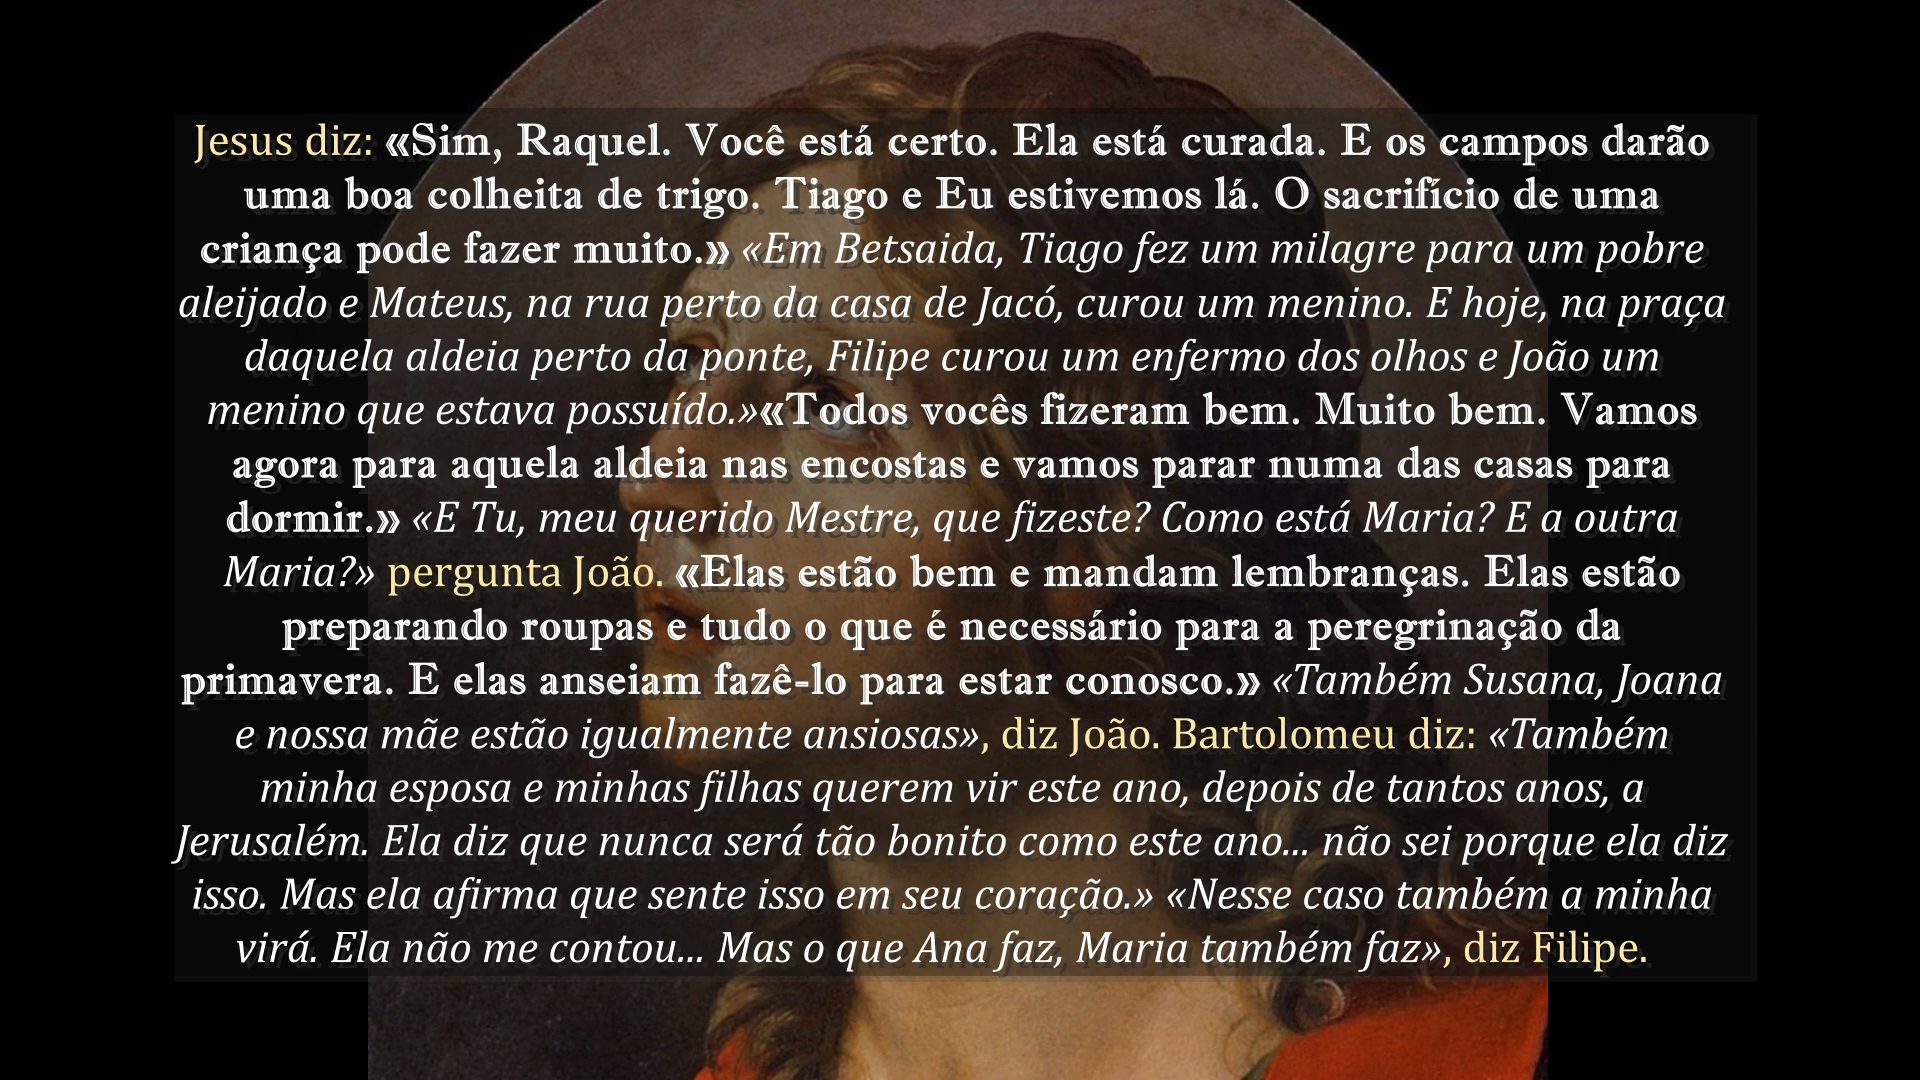 Jesus diz: «Sim, Raquel. Você está certo. Ela está curada. E os campos darão
uma boa colheita de trigo. Tiago e Eu estivemos lá. O sacrifício de uma
criança pode fazer muito.» «Em Betsaida, Tiago fez um milagre para um pobre
aleijado e Mateus, na rua perto da casa de Jacó, curou um menino. E hoje, na praça
daquela aldeia perto da ponte, Filipe curou um enfermo dos olhos e João um
menino que estava possuído.»«Todos vocês fizeram bem. Muito bem. Vamos
agora para aquela aldeia nas encostas e vamos parar numa das casas para
dormir.» «E Tu, meu querido Mestre, que fizeste? Como está Maria? E a outra
Maria?» pergunta João. «Elas estão bem e mandam lembranças. Elas estão
preparando roupas e tudo o que é necessário para a peregrinação da
primavera. E elas anseiam fazê-lo para estar conosco.» «Também Susana, Joana
e nossa mãe estão igualmente ansiosas», diz João. Bartolomeu diz: «Também
minha esposa e minhas filhas querem vir este ano, depois de tantos anos, a
Jerusalém. Ela diz que nunca será tão bonito como este ano... não sei porque ela diz
isso. Mas ela afirma que sente isso em seu coração.» «Nesse caso também a minha
virá. Ela não me contou... Mas o que Ana faz, Maria também faz», diz Filipe.